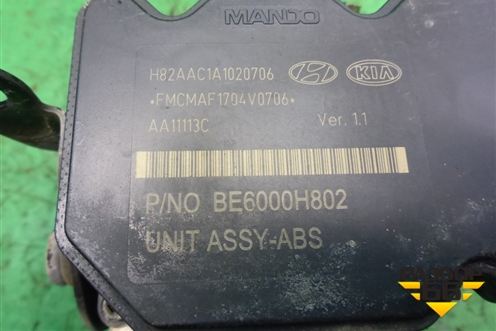 MANDO
H82AAC1A1020706
KIA
*FMCMAF1704V0706*
AA11113C Ver. 1.1
P/NO BE6000H802
UNIT ASSY-ABS